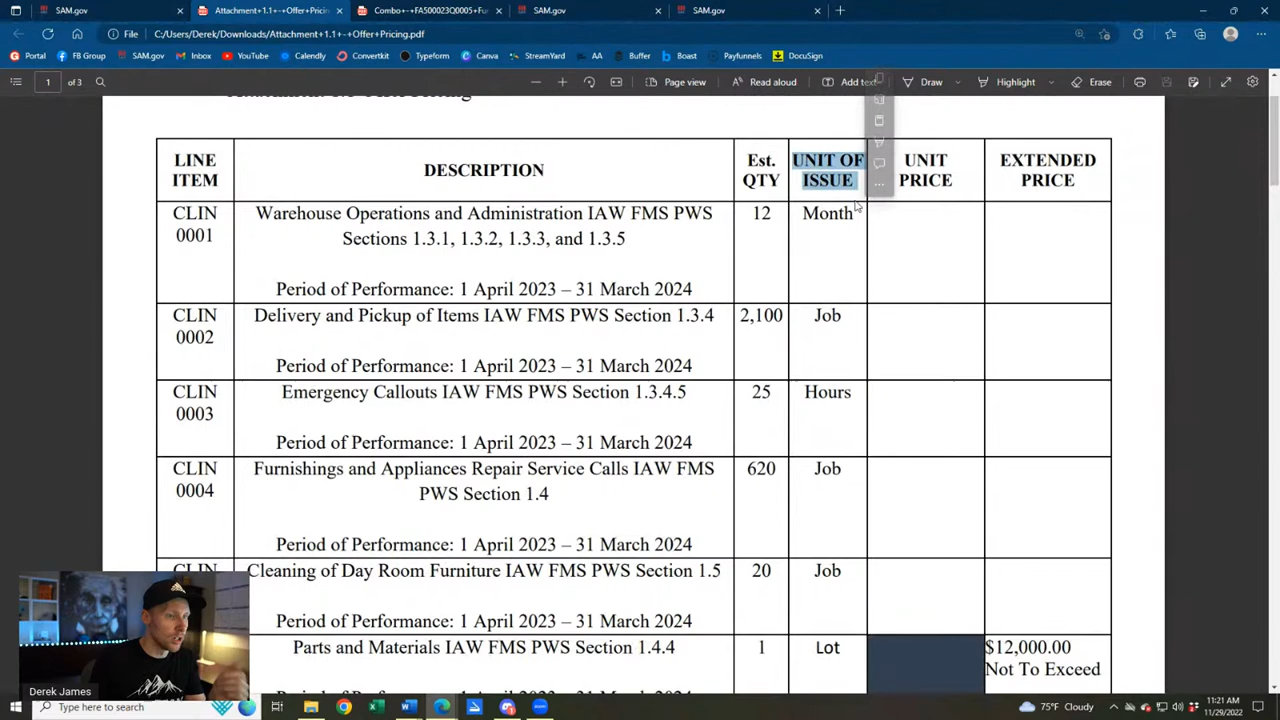 SAM.gov
Attachment+1.1+-+Offer+Pricin
Combo+-+FA500023Q0005+Fu
SAM.gov
SAM.gov
File
C:/Users/Derek/Downloads/Attachment+1.1+-+Offer+Pricing.pdf
Portal
FB Group
SAM.gov
Inbox
YouTube
Calendly
Convertkit
Typeform
Canva
StreamYard
AA
Buffer
Boast
Payfunnels
DocuSign
1
of 3
Page view
Read aloud
Add text
Draw
Highlight
Erase
LINE ITEM
DESCRIPTION
Est. QTY
UNIT OF ISSUE
UNIT PRICE
EXTENDED PRICE
CLIN 0001
Warehouse Operations and Administration IAW FMS PWS
Sections 1.3.1, 1.3.2, 1.3.3, and 1.3.5
Period of Performance: 1 April 2023 – 31 March 2024
12
Month
CLIN 0002
Delivery and Pickup of Items IAW FMS PWS Section 1.3.4
Period of Performance: 1 April 2023 – 31 March 2024
2,100
Job
CLIN 0003
Emergency Callouts IAW FMS PWS Section 1.3.4.5
Period of Performance: 1 April 2023 – 31 March 2024
25
Hours
CLIN 0004
Furnishings and Appliances Repair Service Calls IAW FMS
PWS Section 1.4
Period of Performance: 1 April 2023 – 31 March 2024
620
Job
Cleaning of Day Room Furniture IAW FMS PWS Section 1.5
Period of Performance: 1 April 2023 – 31 March 2024
20
Job
Parts and Materials IAW FMS PWS Section 1.4.4
1
Lot
$12,000.00
Not To Exceed
Derek James
Type here to search
75°F Cloudy
11:21 AM
11/29/2022